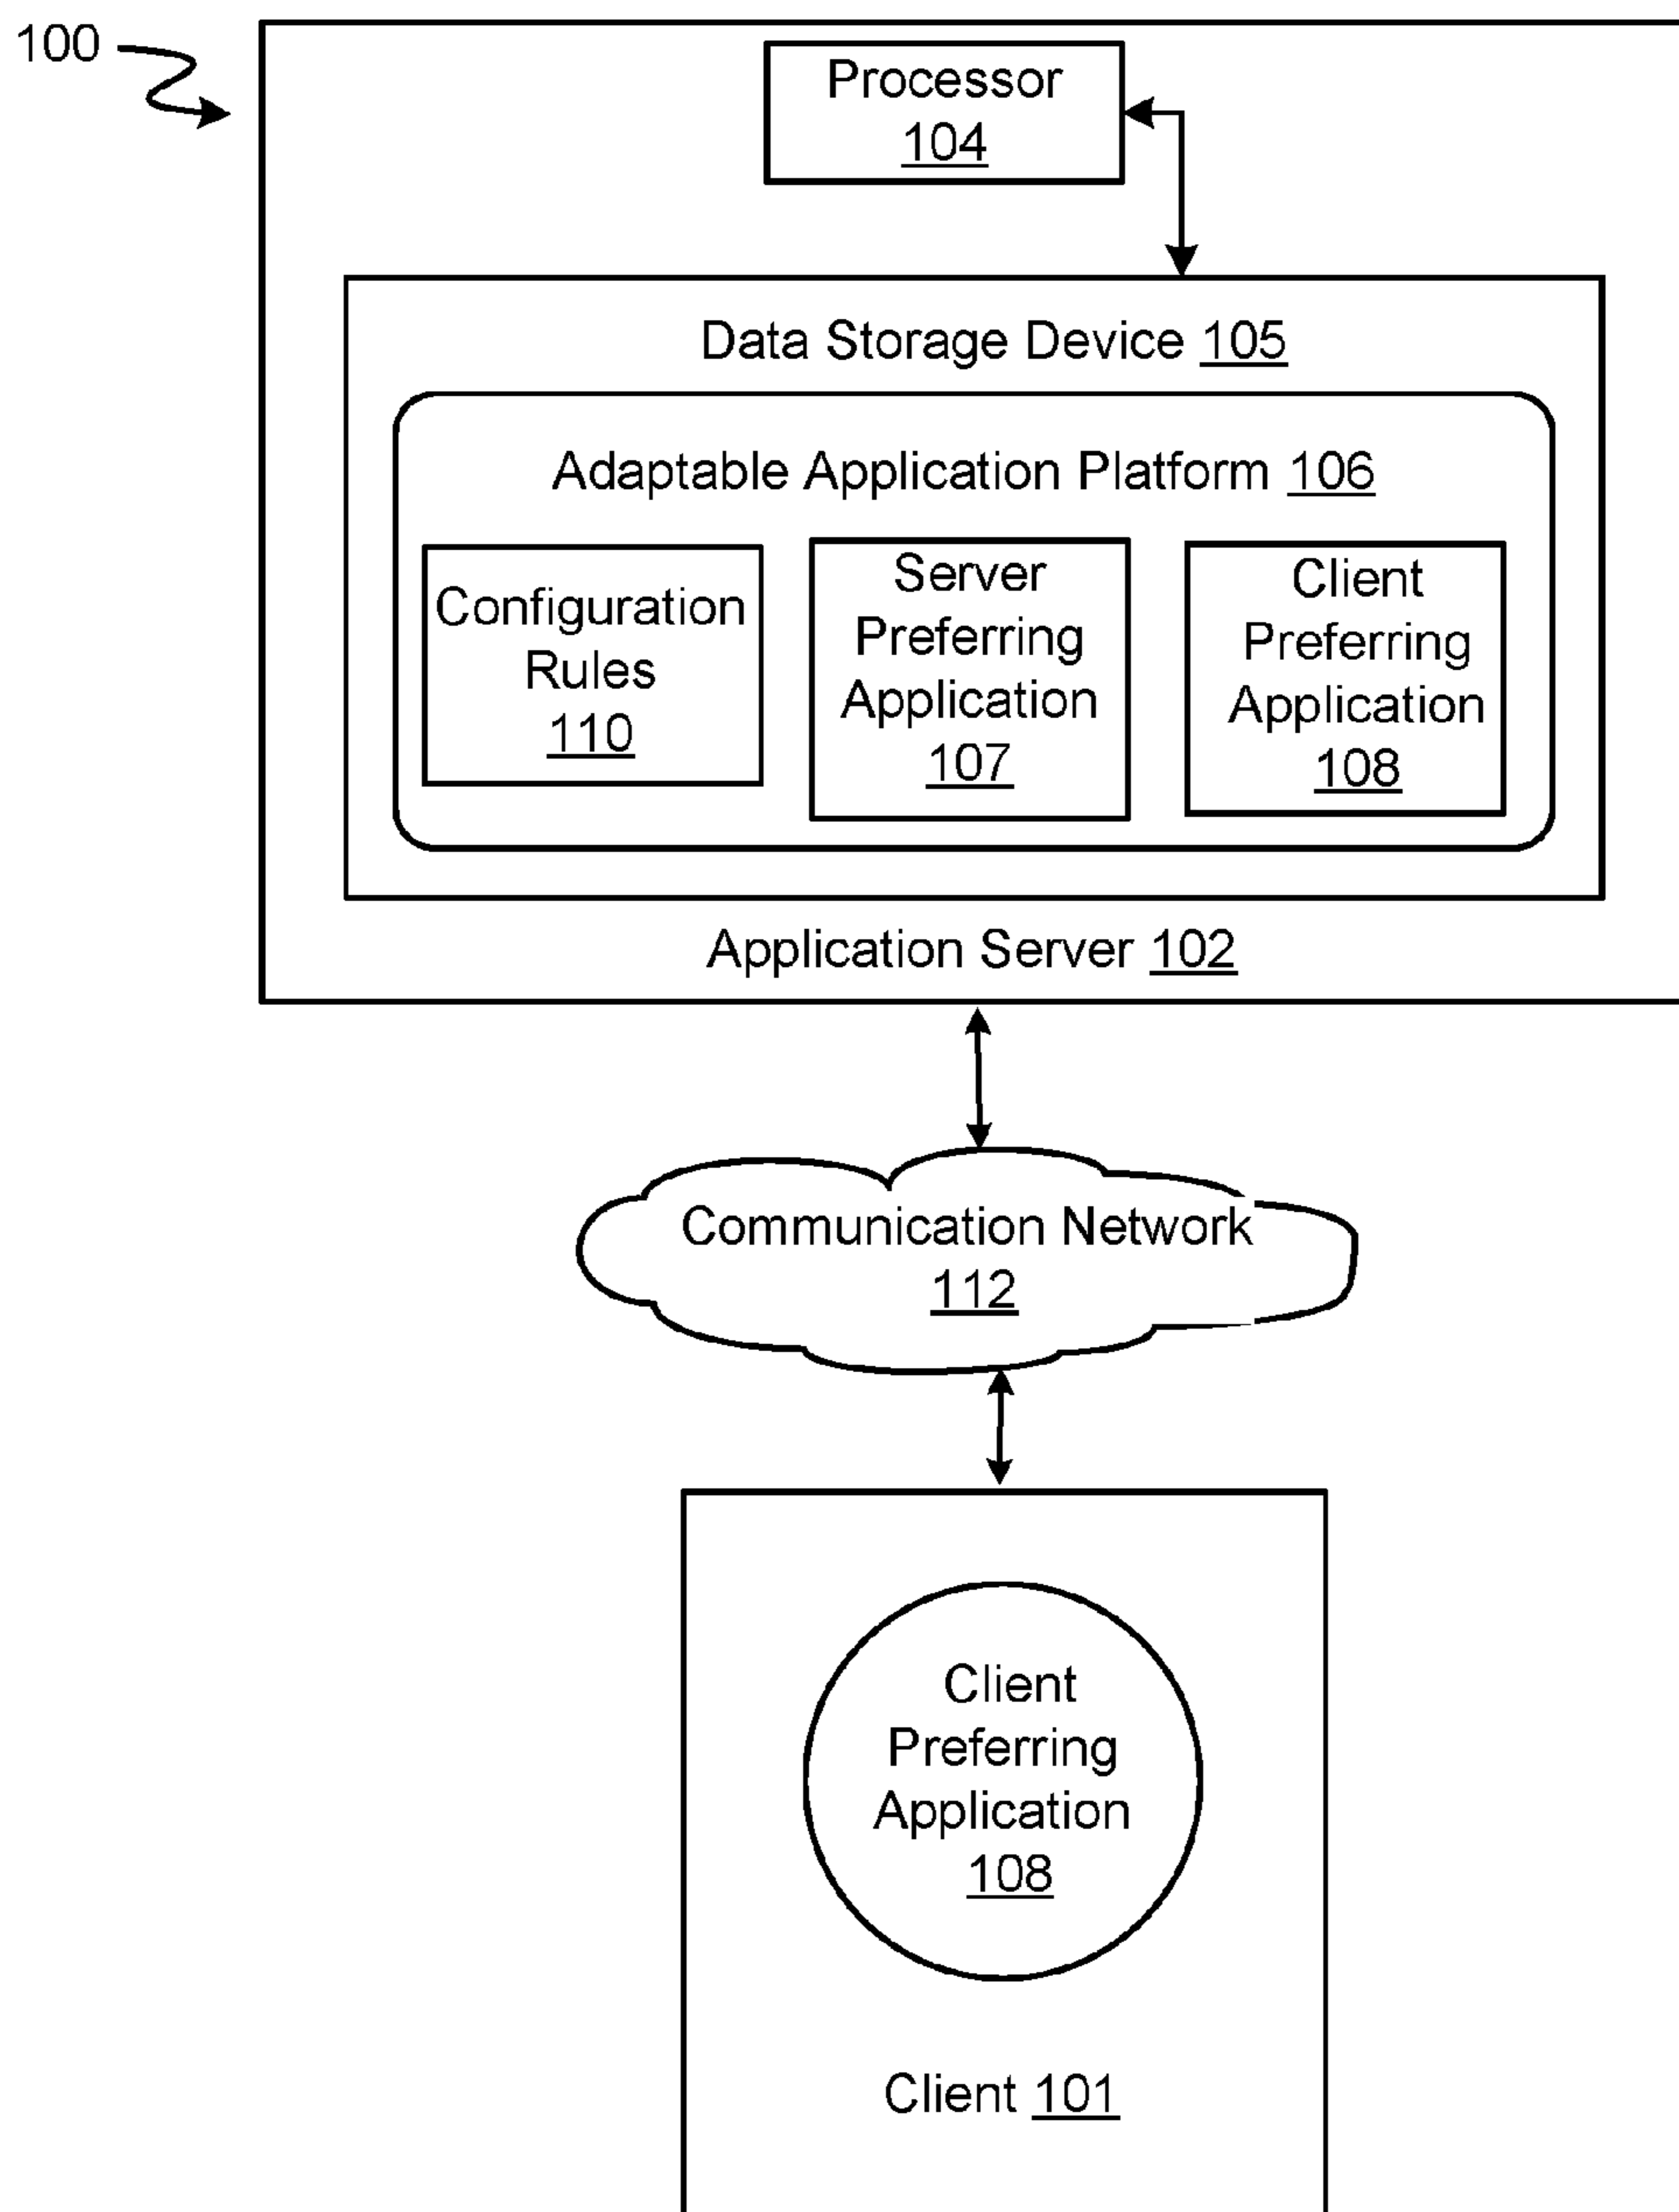 100
Processor
104
Data Storage Device 105
Adaptable Application Platform 106
Configuration
Rules
110
Server
Preferring
Application
107
Client
Preferring
Application
108
Application Server 102
Communication Network
112
Client
Preferring
Application
108
Client 101